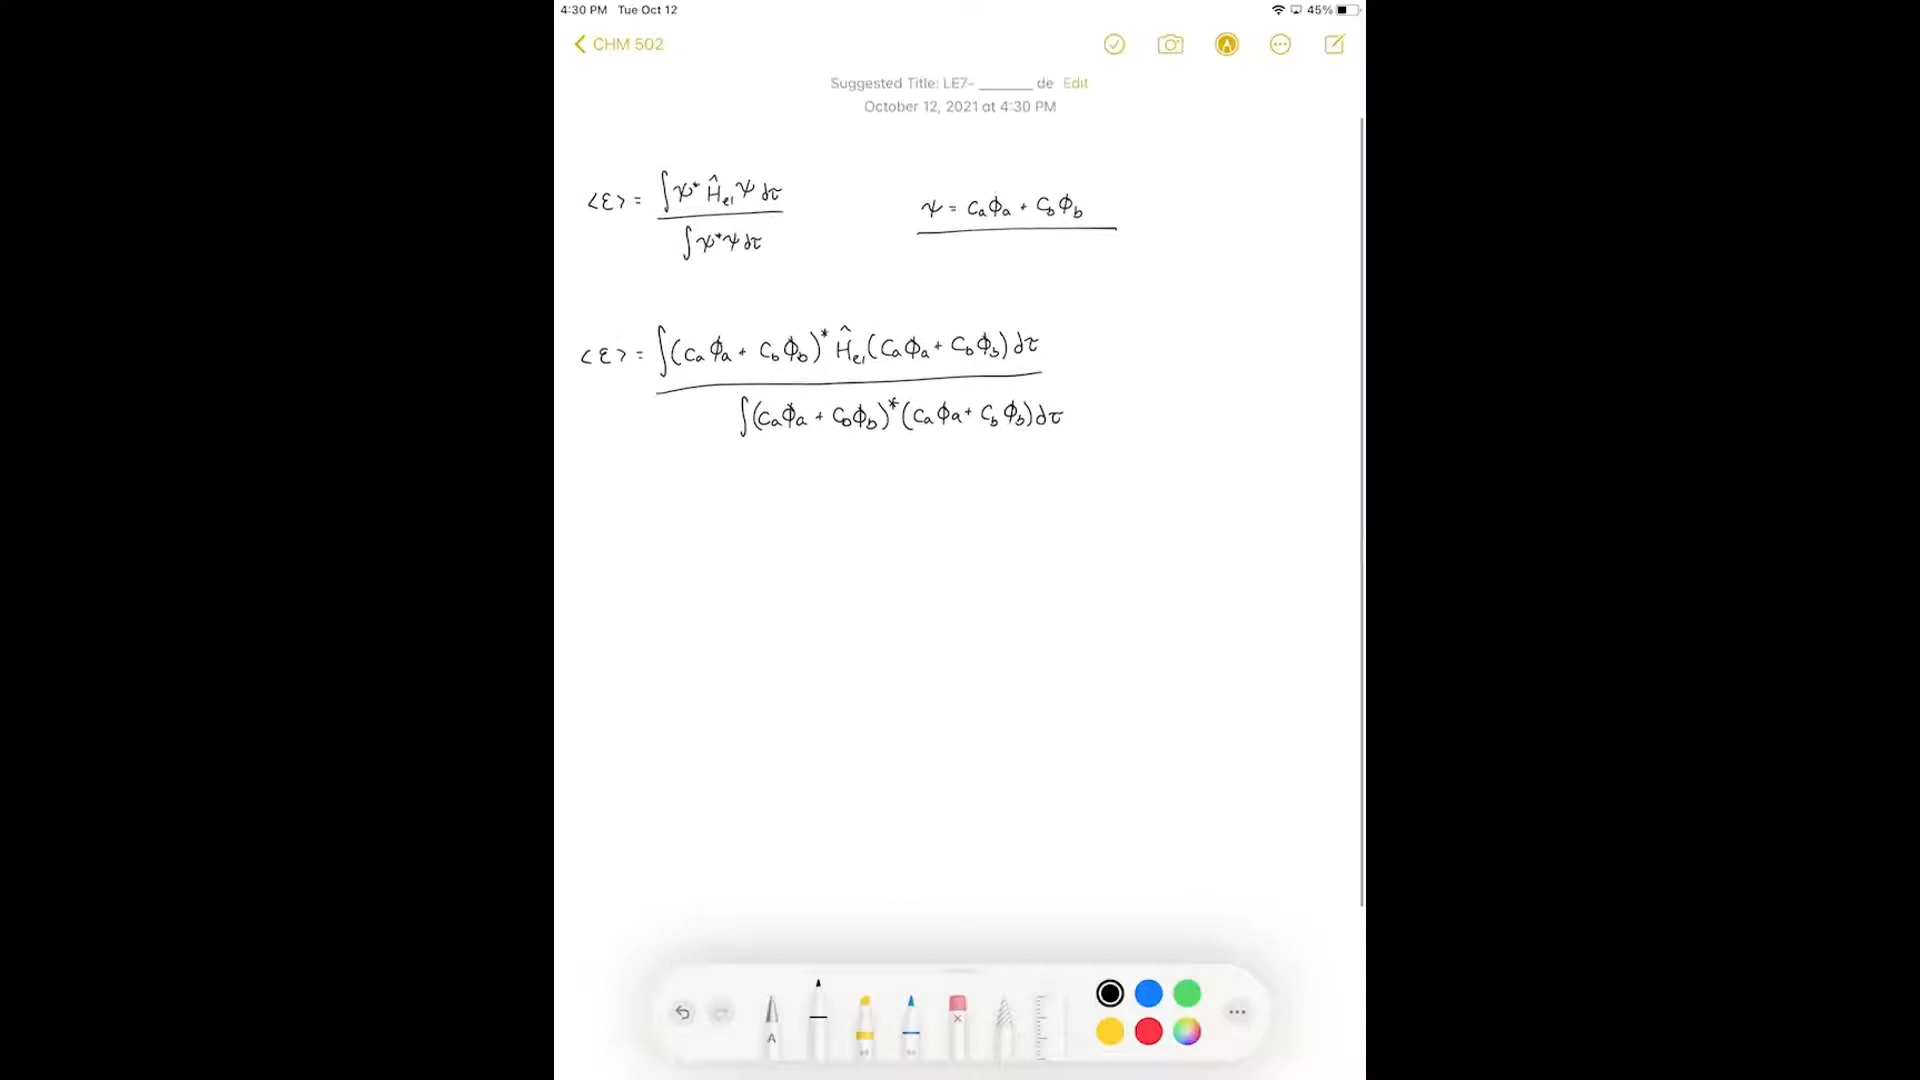 4:30 PM Tue Oct 12 45%
CHM 502
Suggested Title: LE7- _______ de Edit
October 12, 2021 at 4:30 PM
<ε> = ∫ψ* Ĥel ψ dτ
∫ψ*ψ dτ
ψ = Caϕa + Cbϕb
<ε> = ∫(Caϕa + Cbϕb)* Ĥel (Caϕa + Cbϕb) dτ
∫(Caϕa + Cbϕb)* (Caϕa + Cbϕb) dτ
A